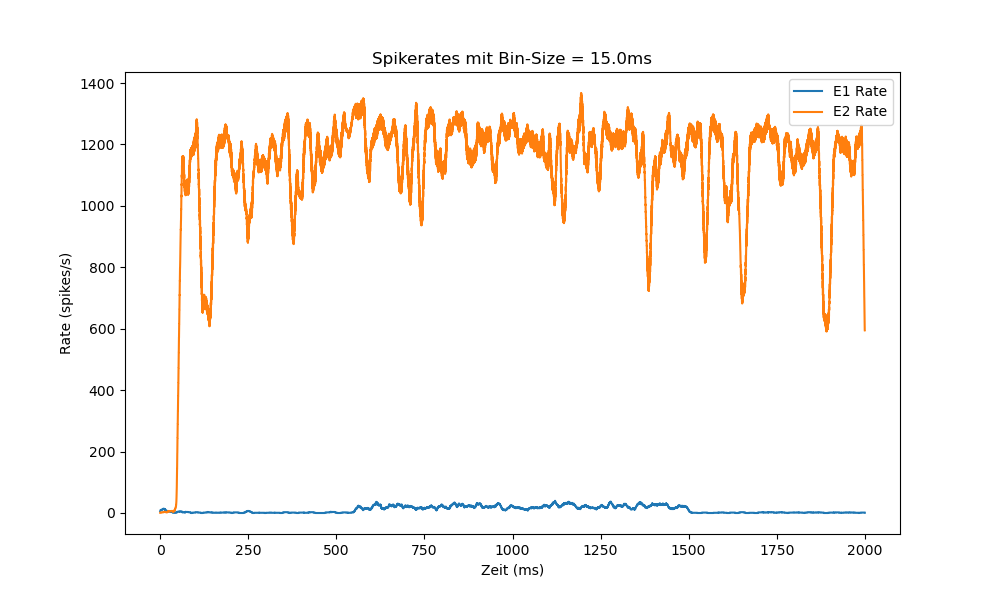 Spikerates mit Bin-Size = 15.0ms
E1 Rate
E2 Rate
1400
1200
1000
800
600
400
200
0
Rate (spikes/s)
0 250 500 750 1000 1250 1500 1750 2000
Zeit (ms)